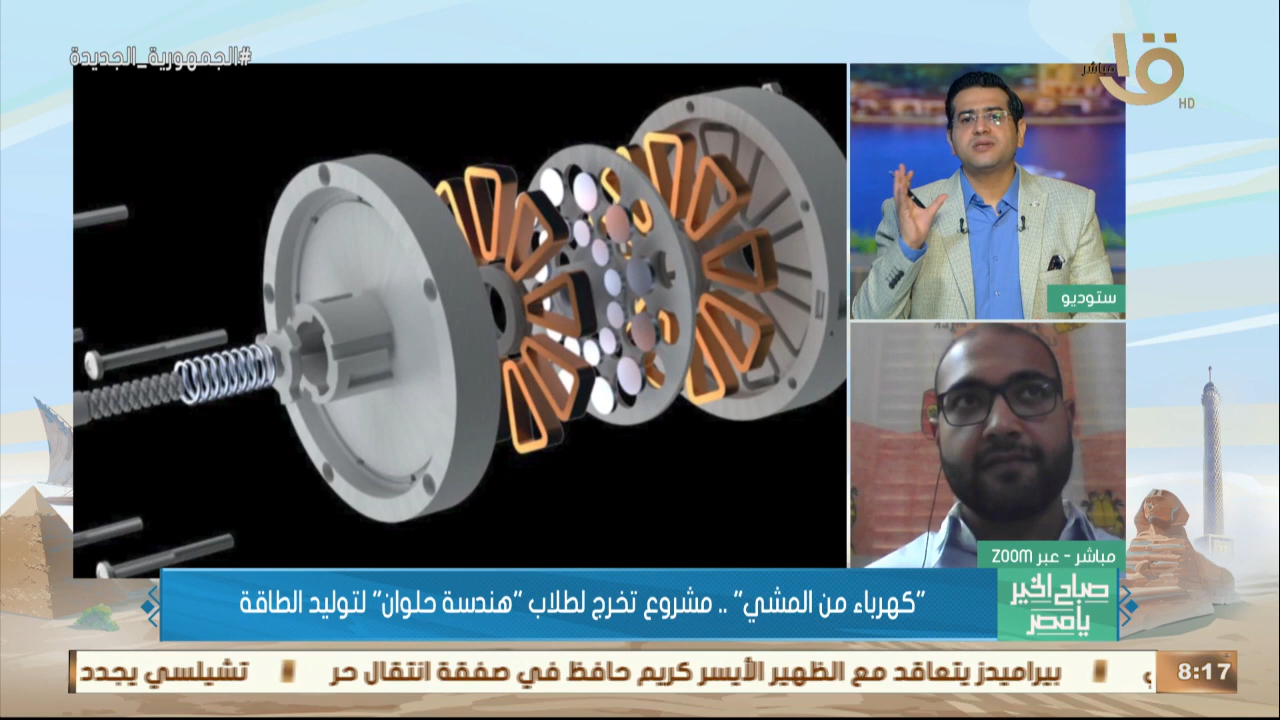 #الجمهورية_الجديدة
مباشر
HD
ستوديو
مباشر - عبر ZOOM
صباح الخير
يا مصر
"كهرباء من المشي" .. مشروع تخرج لطلاب "هندسة حلوان" لتوليد الطاقة
بيراميدز يتعاقد مع الظهير الأيسر كريم حافظ في صفقة انتقال حر
تشيلسي يجدد
8:17